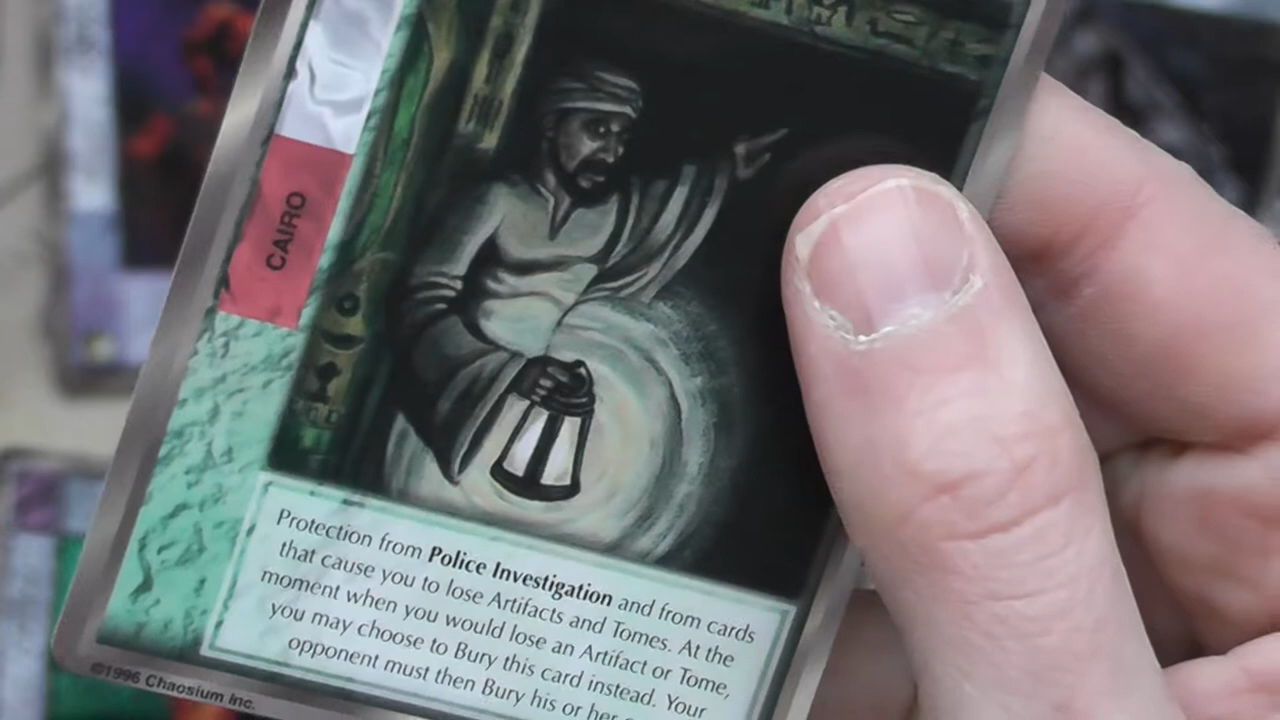 CAIRO
Protection from Police Investigation and from cards
that cause you to lose Artifacts and Tomes. At the
moment when you would lose an Artifact or Tome,
you may choose to Bury this card instead. Your
opponent must then Bury his or her
©1996 Chaosium Inc.